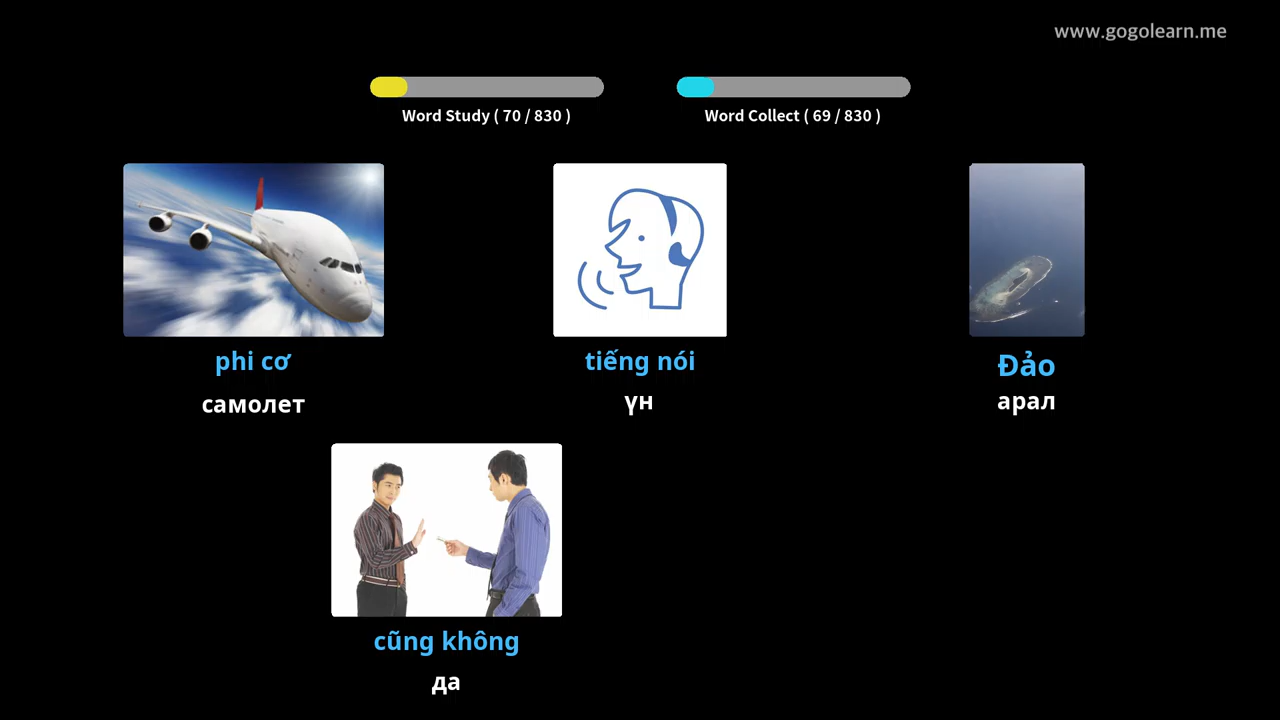 www.gogolearn.me
Word Study ( 70 / 830 )
Word Collect ( 69 / 830 )
phi cơ
самолет
tiếng nói
үн
Đảo
арал
cũng không
да